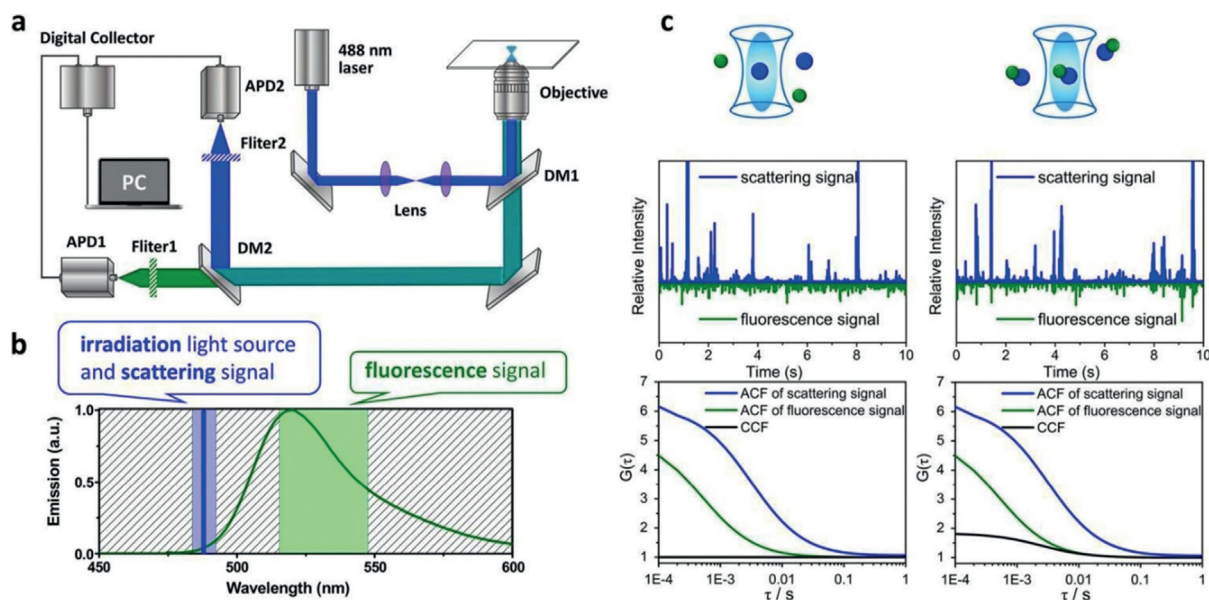 a
Digital Collector
488 nm
laser
APD2
Objective
Fliter2
PC
DM1
Lens
APD1
Fliter1
DM2
b
irradiation light source
and scattering signal
fluorescence signal
Emission (a.u.)
1.0
0.5
0.0
450
500
550
600
Wavelength (nm)
c
Relative Intensity
scattering signal
fluorescence signal
0
2
4
6
8
10
Time (s)
Relative Intensity
scattering signal
fluorescence signal
0
2
4
6
8
10
Time (s)
G(τ)
7
6
5
4
3
2
1
ACF of scattering signal
ACF of fluorescence signal
CCF
1E-4
1E-3
0.01
0.1
1
τ / s
G(τ)
7
6
5
4
3
2
1
ACF of scattering signal
ACF of fluorescence signal
CCF
1E-4
1E-3
0.01
0.1
1
τ / s